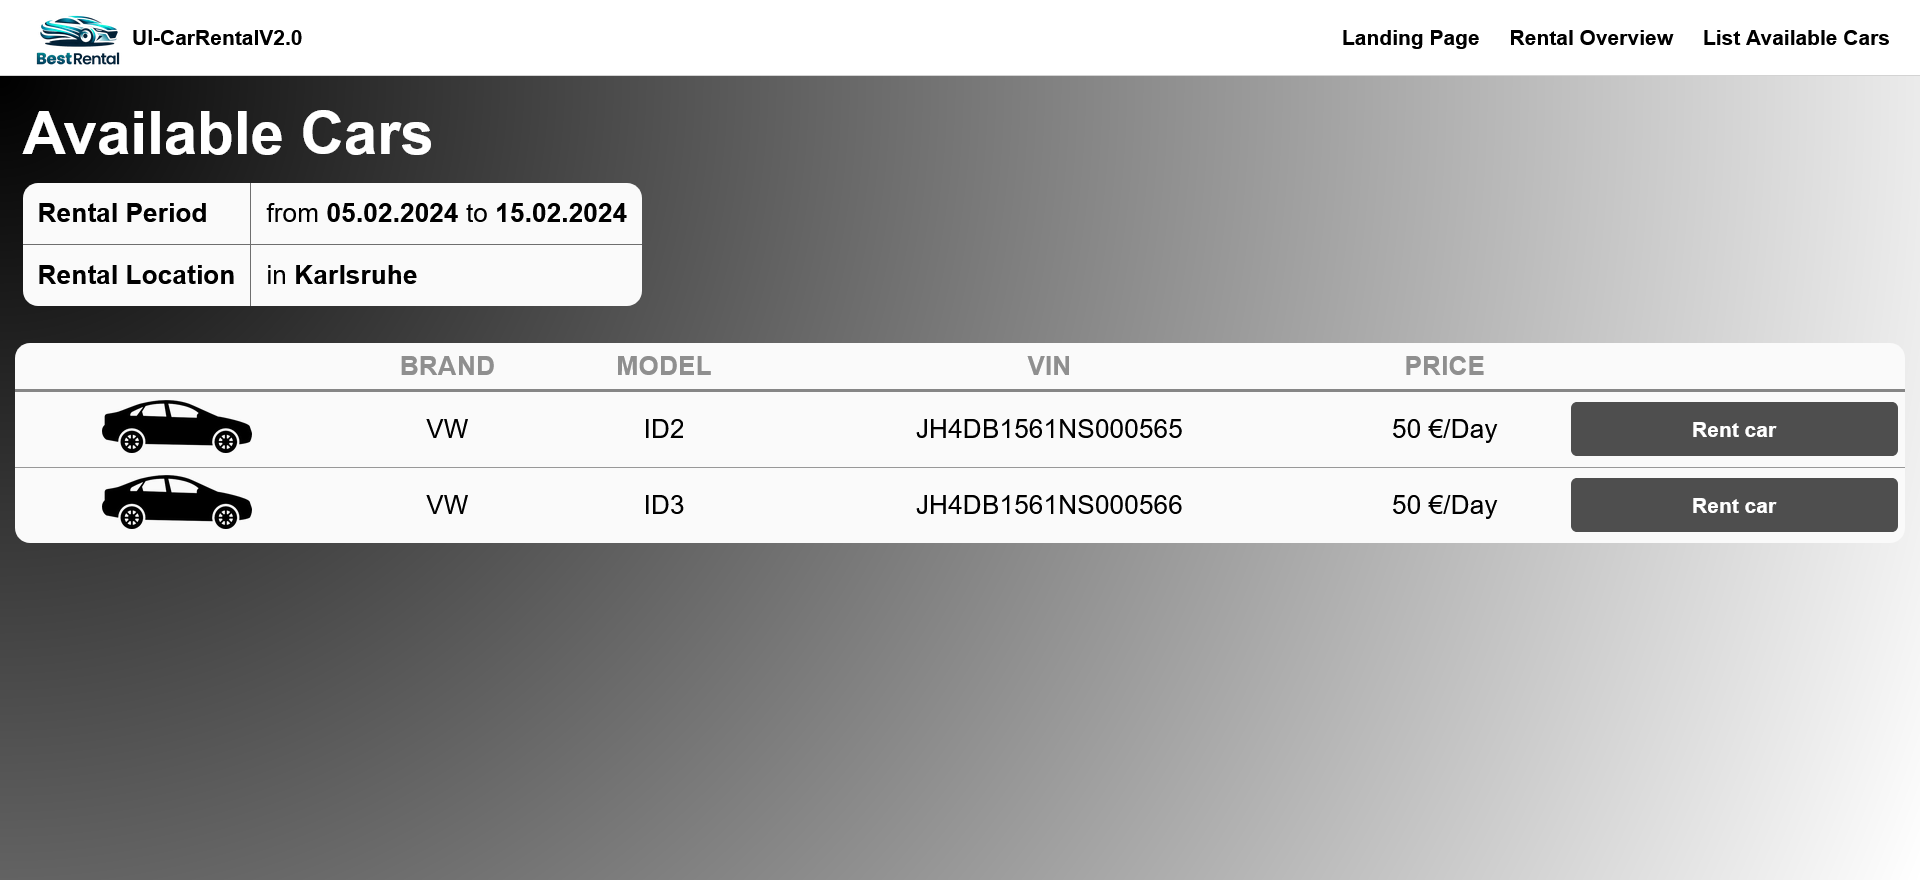 BestRental
UI-CarRentalV2.0
Landing Page
Rental Overview
List Available Cars
Available Cars
Rental Period from 05.02.2024 to 15.02.2024
Rental Location in Karlsruhe
BRAND MODEL VIN PRICE
VW ID2 JH4DB1561NS000565 50 €/Day Rent car
VW ID3 JH4DB1561NS000566 50 €/Day Rent car